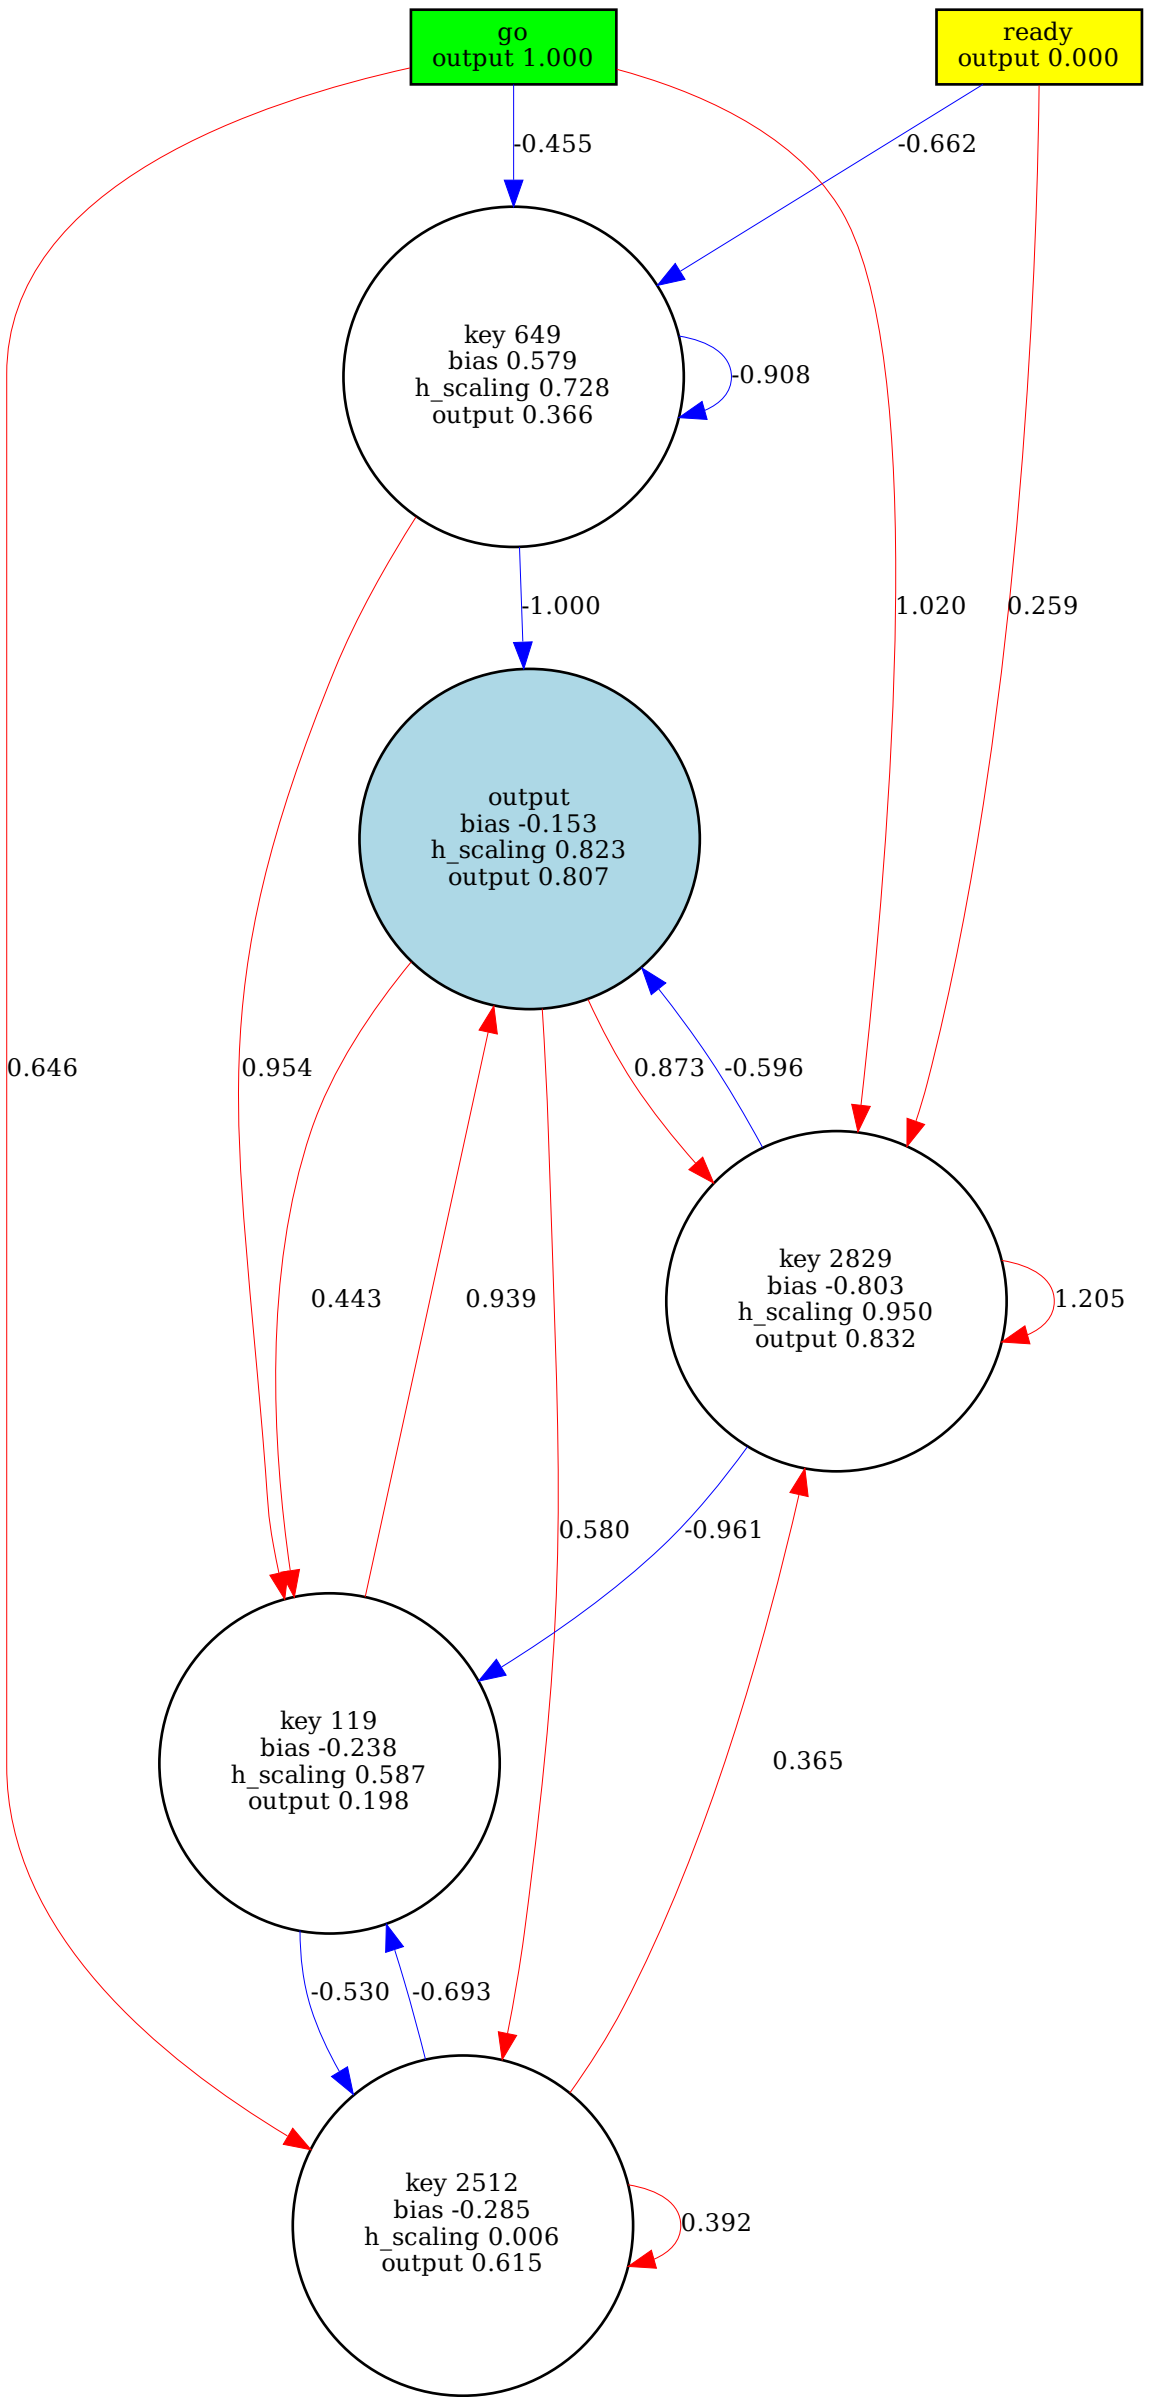 go
output 1.000
ready
output 0.000
-0.455
-0.662
key 649
bias 0.579
h_scaling 0.728
output 0.366
-0.908
-1.000
1.020
0.259
output
bias -0.153
h_scaling 0.823
output 0.807
0.646
0.954
0.873
-0.596
key 2829
bias -0.803
h_scaling 0.950
output 0.832
0.443
0.939
1.205
0.580
-0.961
key 119
bias -0.238
h_scaling 0.587
output 0.198
0.365
-0.530
-0.693
key 2512
bias -0.285
h_scaling 0.006
output 0.615
0.392